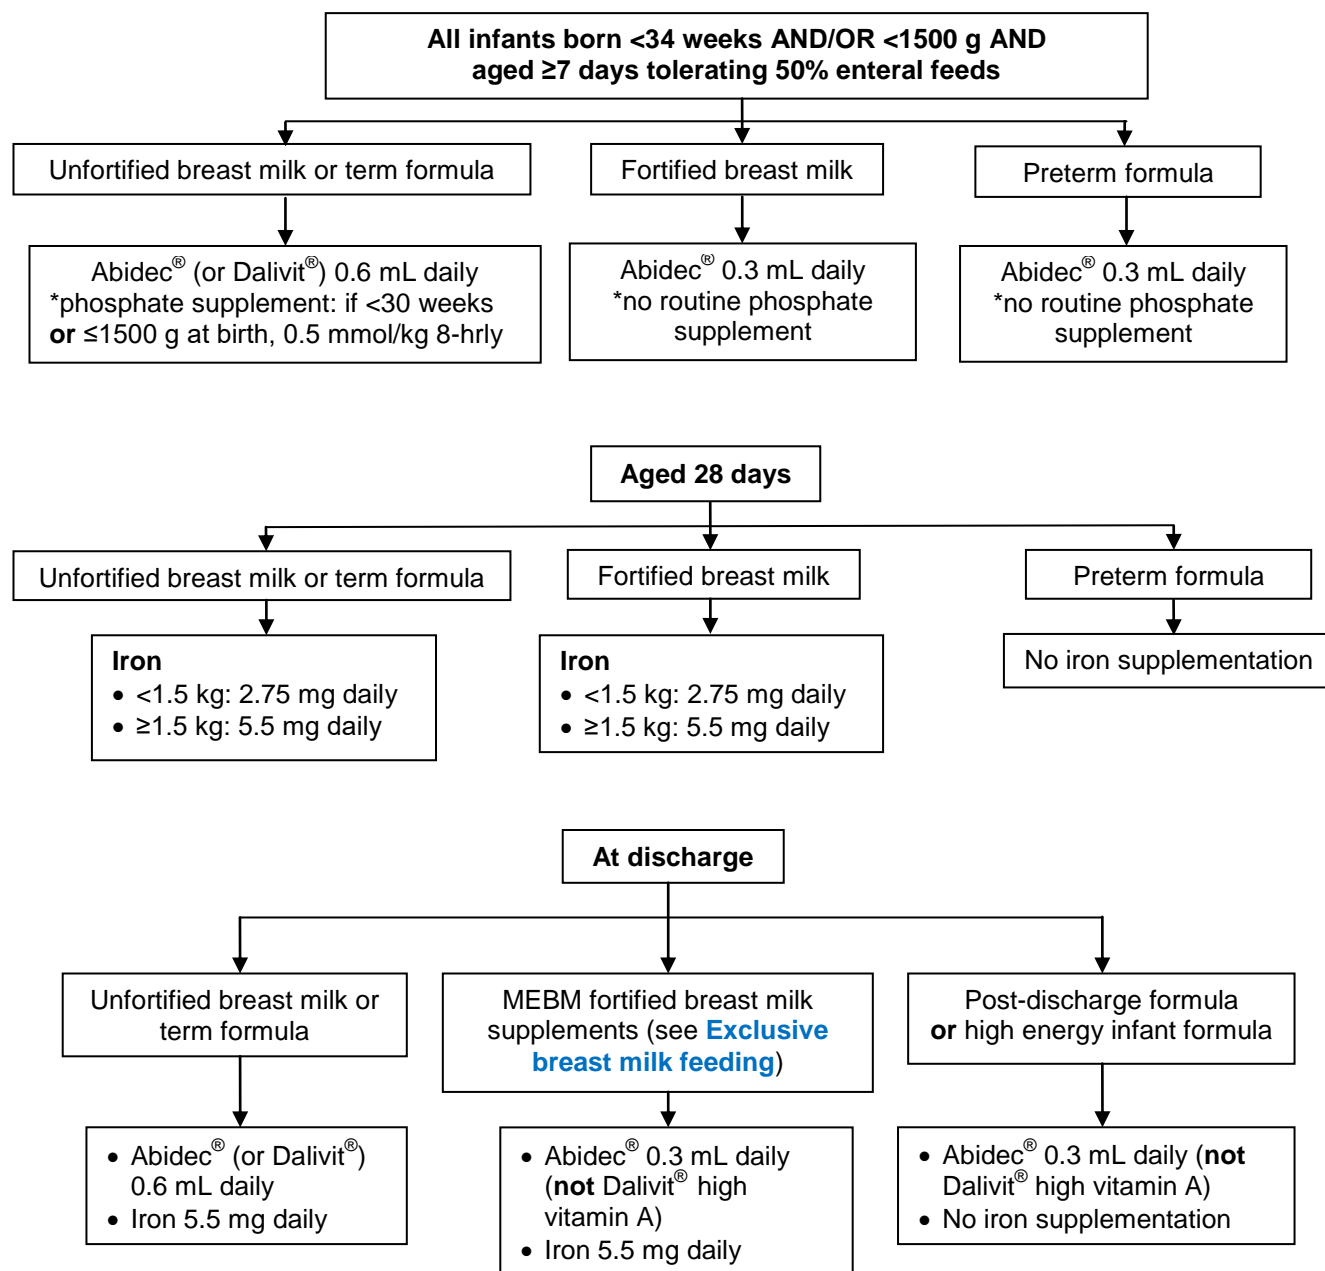 All infants born <34 weeks AND/OR <1500 g AND
aged ≥7 days tolerating 50% enteral feeds
Unfortified breast milk or term formula
Fortified breast milk
Preterm formula
Abidec® (or Dalivit®) 0.6 mL daily
*phosphate supplement: if <30 weeks
or ≤1500 g at birth, 0.5 mmol/kg 8-hrly
Abidec® 0.3 mL daily
*no routine phosphate
supplement
Abidec® 0.3 mL daily
*no routine phosphate
supplement
Aged 28 days
Unfortified breast milk or term formula
Fortified breast milk
Preterm formula
Iron
• <1.5 kg: 2.75 mg daily
• ≥1.5 kg: 5.5 mg daily
Iron
• <1.5 kg: 2.75 mg daily
• ≥1.5 kg: 5.5 mg daily
No iron supplementation
At discharge
Unfortified breast milk or
term formula
MEBM fortified breast milk
supplements (see Exclusive
breast milk feeding)
Post-discharge formula
or high energy infant formula
• Abidec® (or Dalivit®)
0.6 mL daily
• Iron 5.5 mg daily
• Abidec® 0.3 mL daily
(not Dalivit® high
vitamin A)
• Iron 5.5 mg daily
• Abidec® 0.3 mL daily (not
Dalivit® high vitamin A)
• No iron supplementation